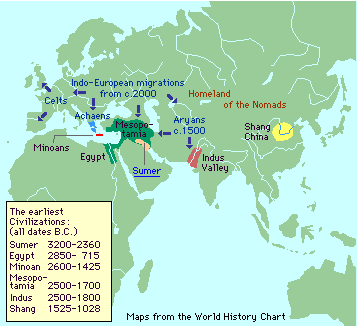 Indo-European migrations
from c.2000
Homeland
of the Nomads
Celts
Achaens
Mesopo-
tamia
Aryans
c.1500
Shang
China
Minoans
Egypt
Sumer
Indus
Valley
The earliest
Civilizations:
(all dates B.C.)
Sumer 3200-2360
Egypt 2850- 715
Minoan 2600-1425
Mesopo-
tamia 2500-1700
Indus 2500-1800
Shang 1525-1028
Maps from the World History Chart